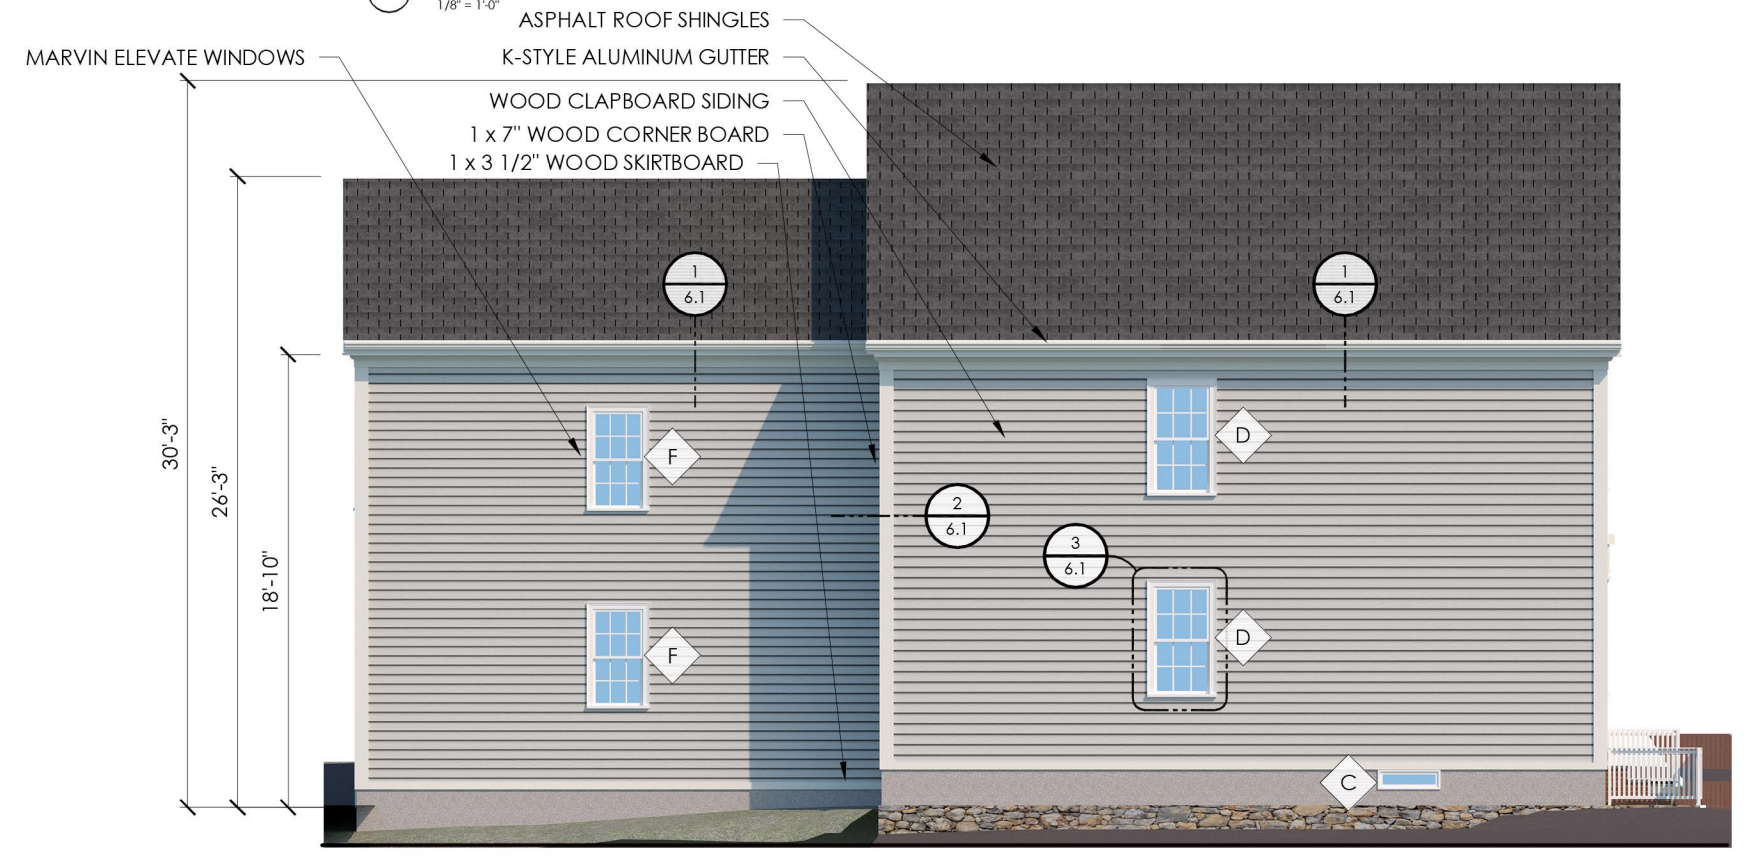 1/8" = 1'-0"
ASPHALT ROOF SHINGLES
MARVIN ELEVATE WINDOWS
K-STYLE ALUMINUM GUTTER
WOOD CLAPBOARD SIDING
1 x 7" WOOD CORNER BOARD
1 x 3 1/2" WOOD SKIRTBOARD
1
6.1
1
6.1
30'-3"
26'-3"
18'-10"
F
D
2
6.1
3
6.1
F
D
C